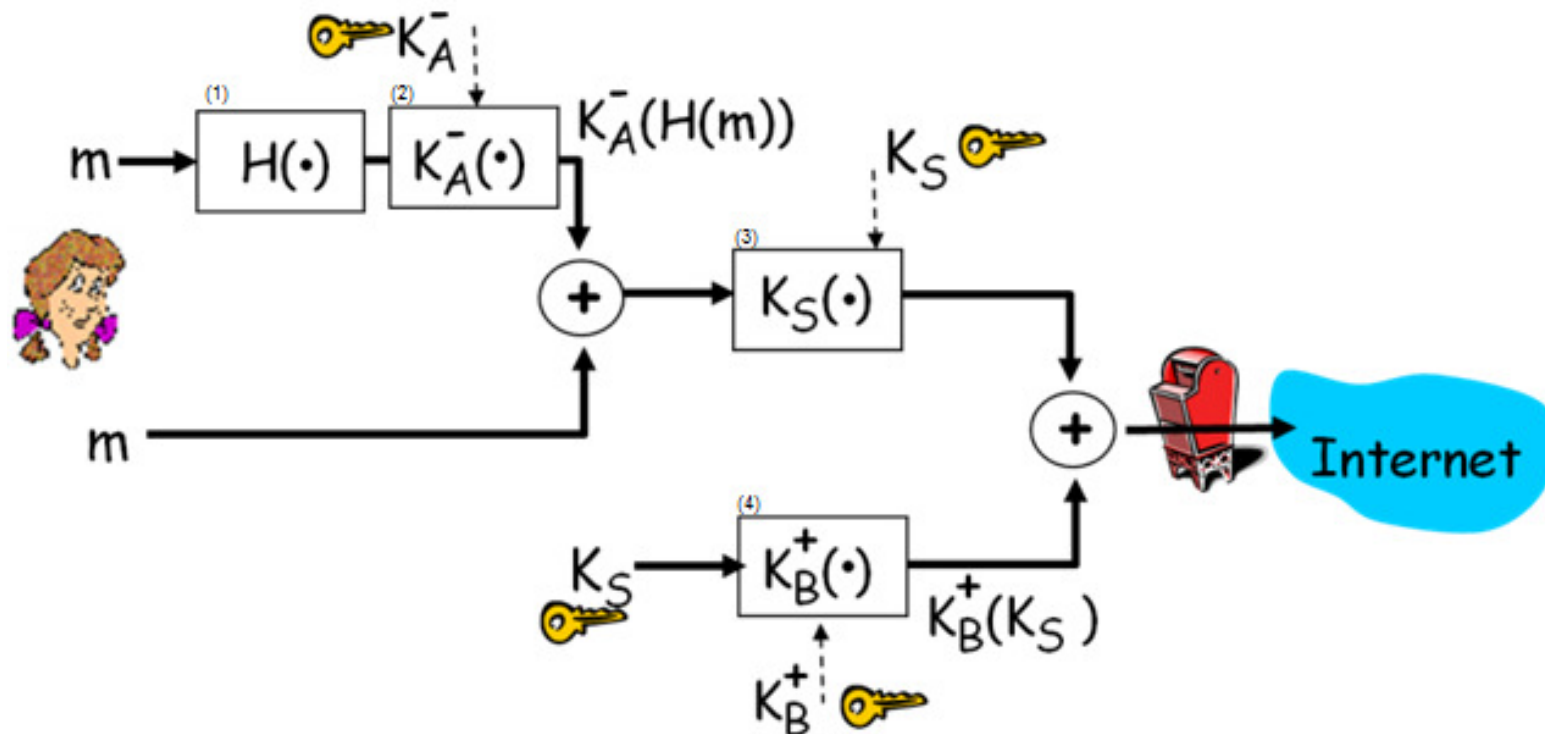 K_A^-
(1)
(2)
m
H(•)
K_A^-(•)
K_A^-(H(m))
K_S
(3)
+
K_S(•)
m
+
Internet
(4)
K_S
K_B^+(•)
K_B^+(K_S)
K_B^+